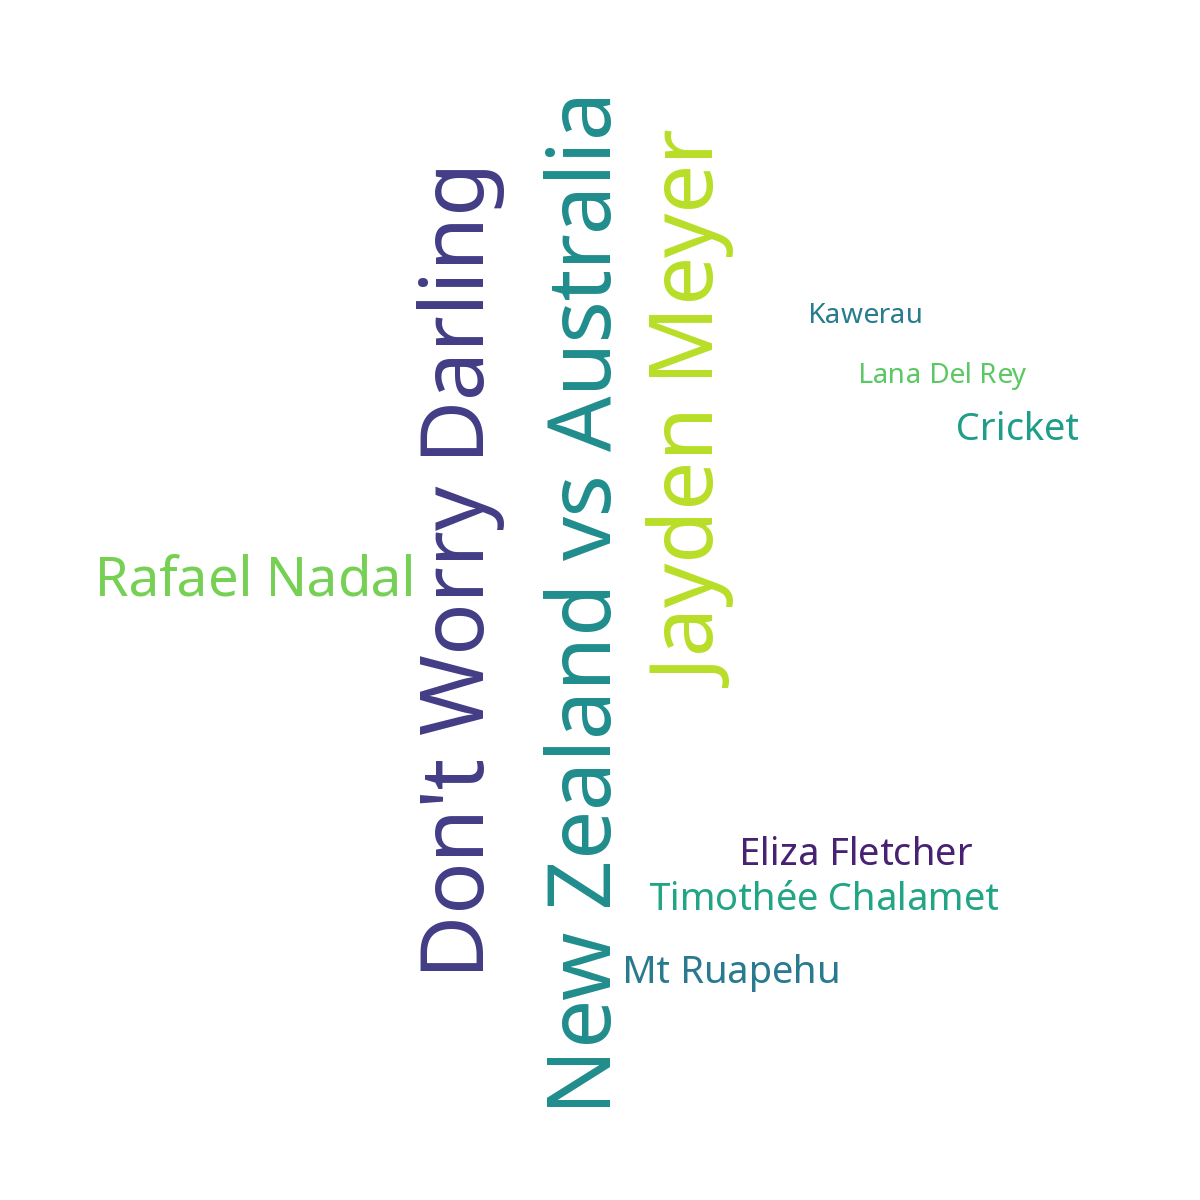 Don't Worry Darling
New Zealand vs Australia
Jayden Meyer
Kawerau
Lana Del Rey
Cricket
Rafael Nadal
Eliza Fletcher
Timothée Chalamet
Mt Ruapehu